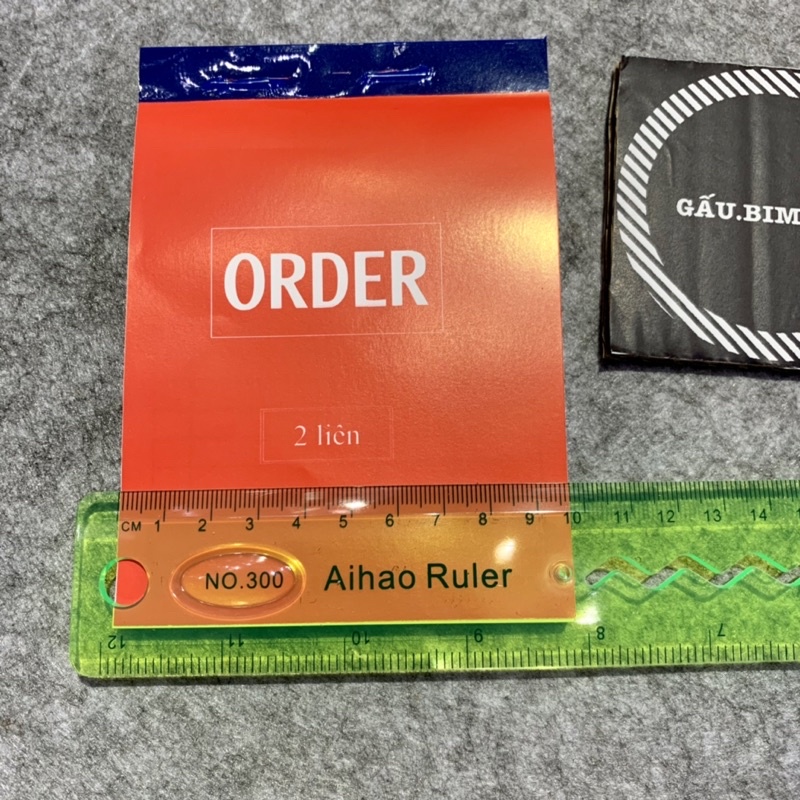 ORDER
2 liên
GẤU.BIM
CM 1 2 3 4 5 6 7 8 9 10 11 12 13 14
NO.300 Aihao Ruler
12 11 10 9 8 7